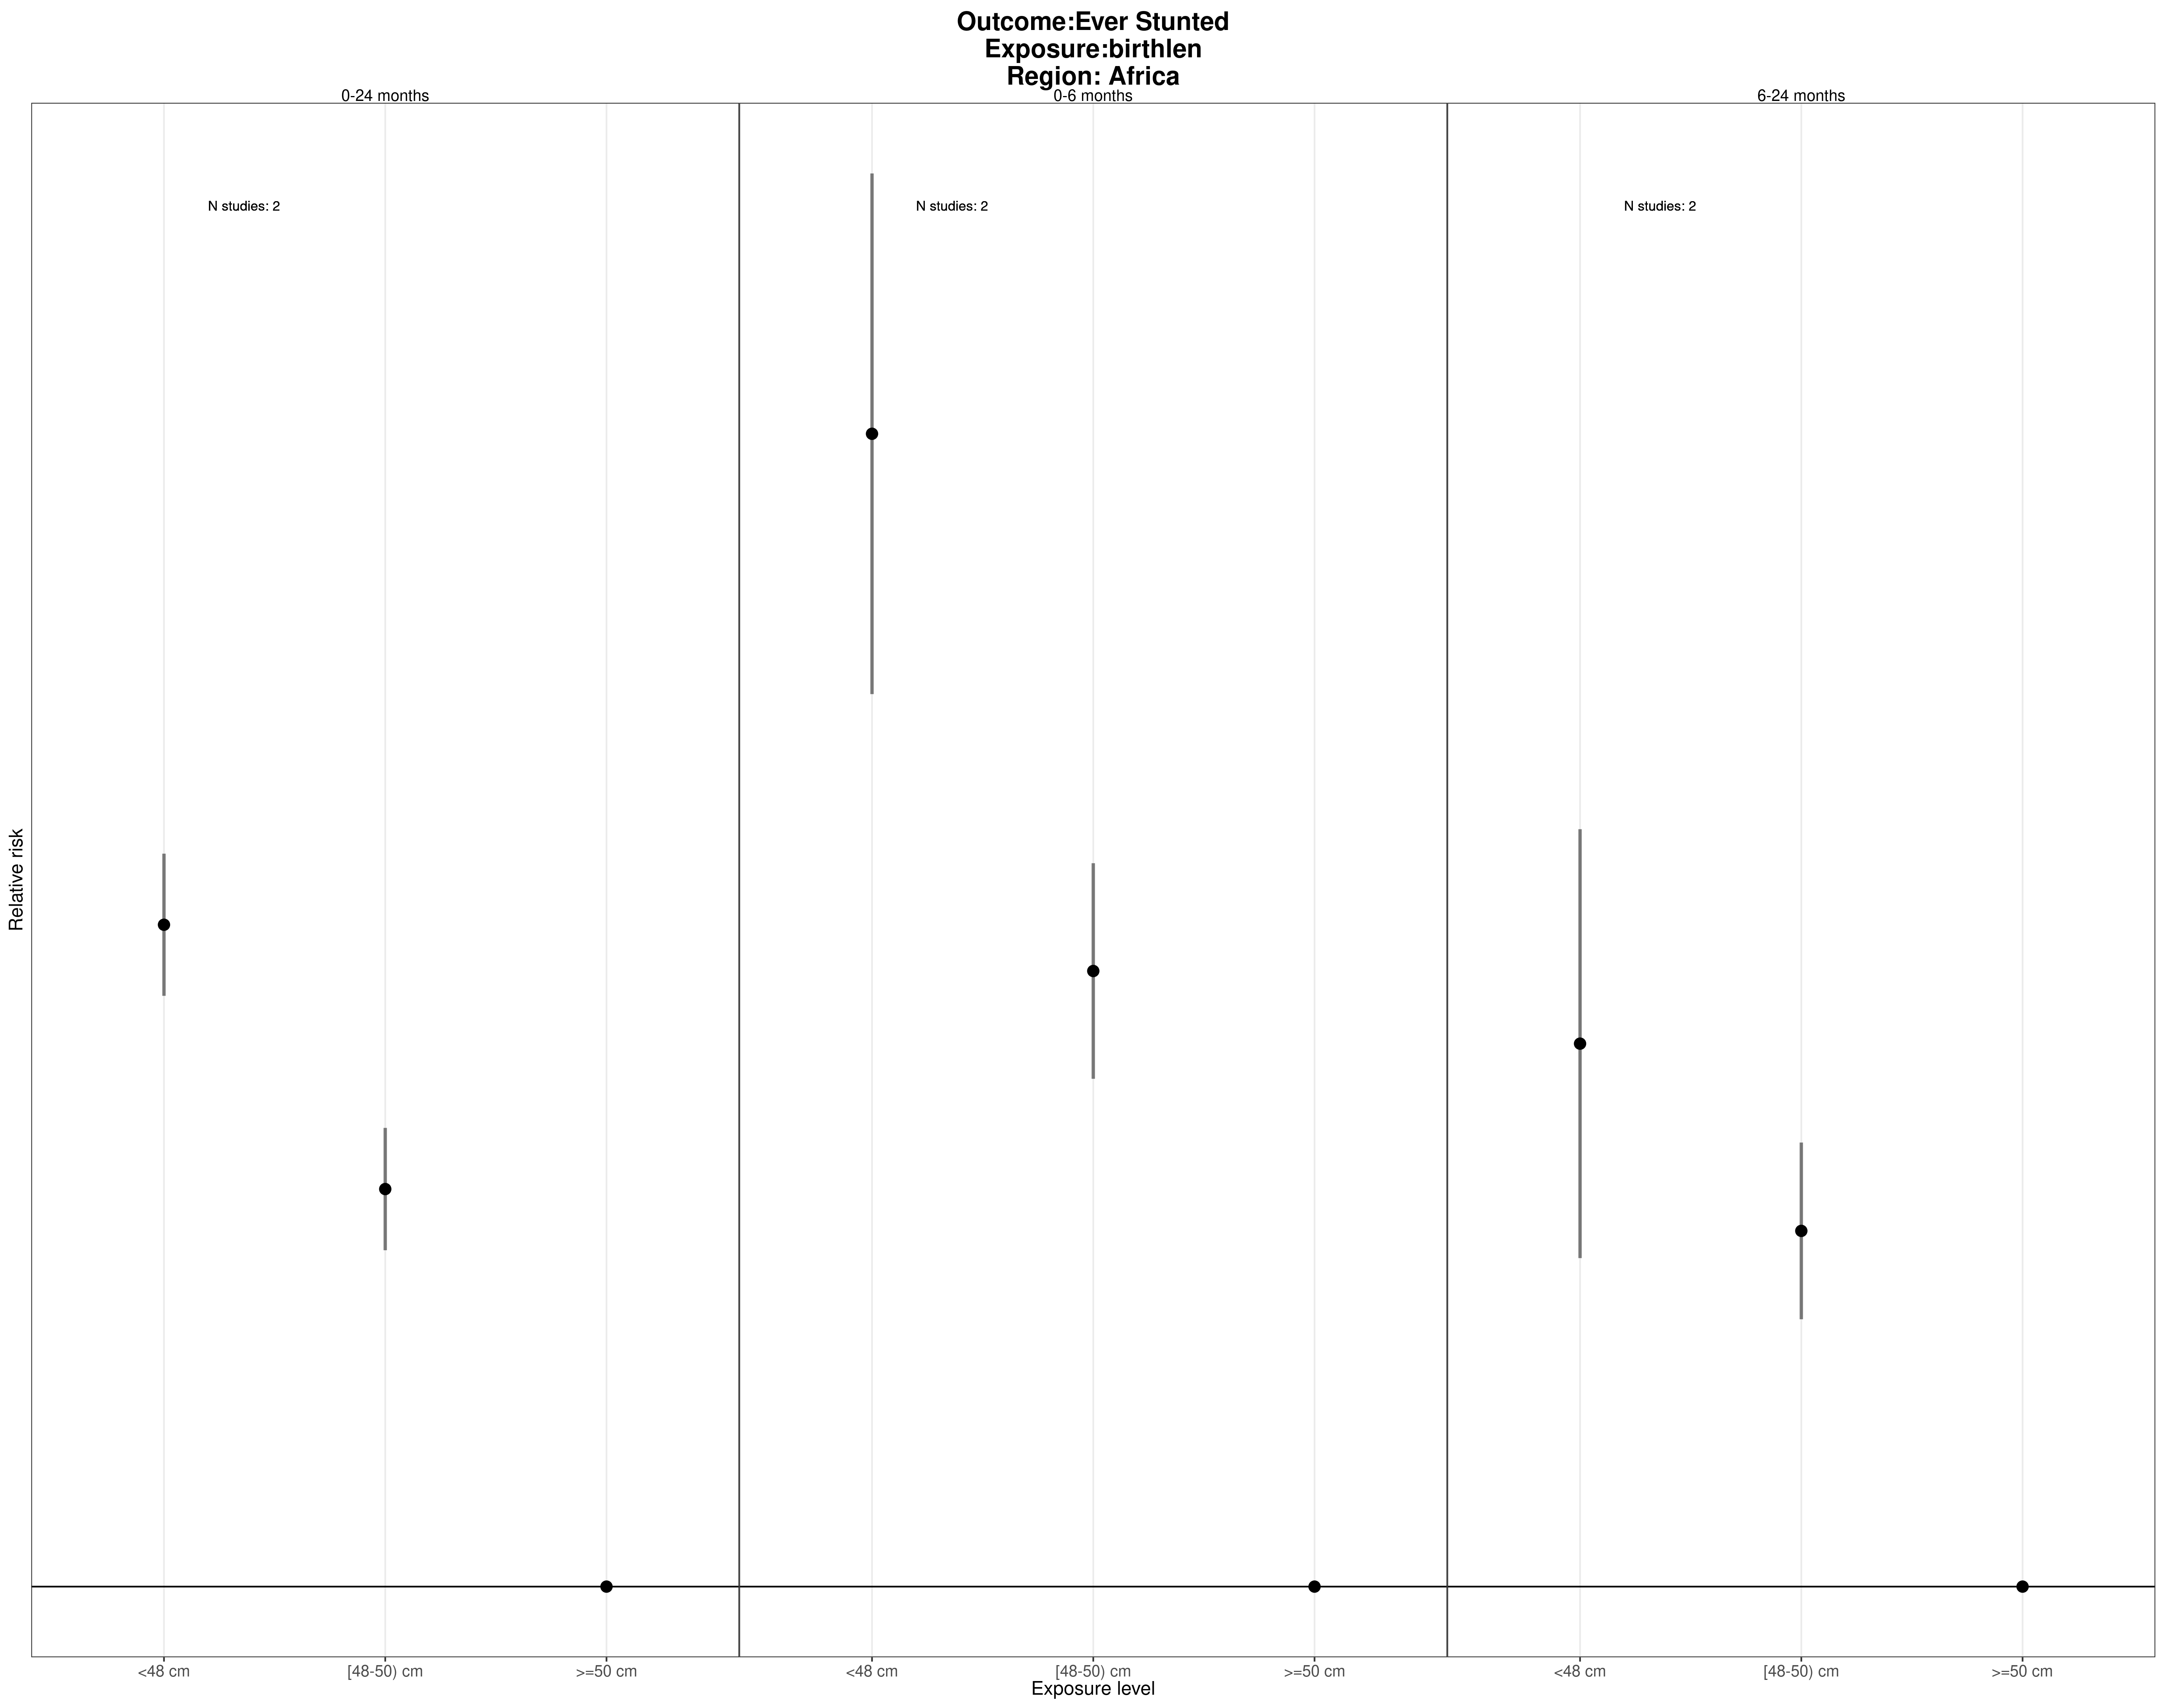 Outcome:Ever Stunted
Exposure:birthlen
Region: Africa
0-24 months
0-6 months
6-24 months
N studies: 2
N studies: 2
N studies: 2
Relative risk
<48 cm
[48-50) cm
>=50 cm
<48 cm
[48-50) cm
>=50 cm
<48 cm
[48-50) cm
>=50 cm
Exposure level